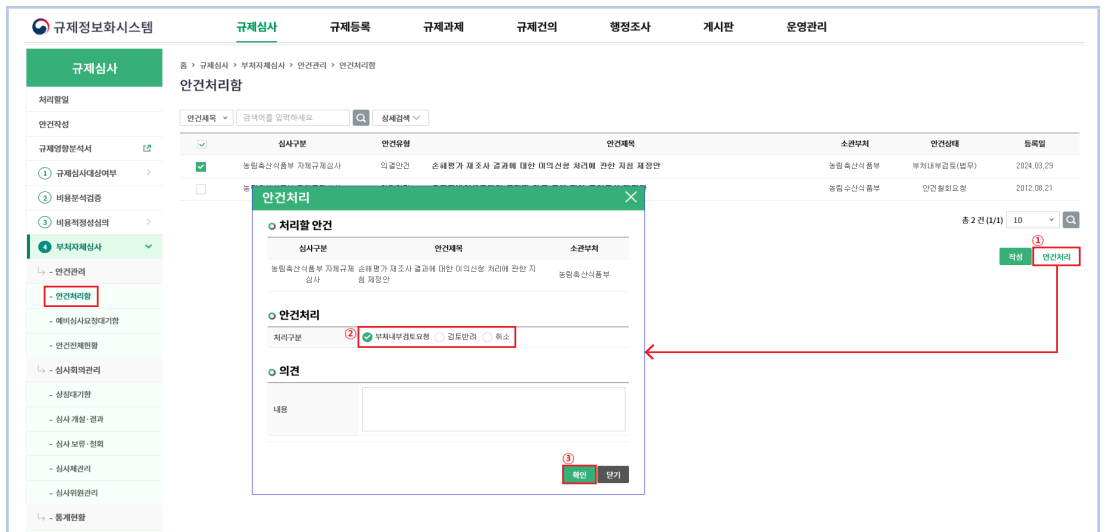 규제정보화시스템
규제심사 규제등록 규제과제 규제건의 행정조사 게시판 운영관리
규제심사
처리할일
안건작성
규제영향분석서
1 규제심사대상여부
2 비용분석검증
3 비용적정성심의
4 부처자체심사
- 안건관리
- 안건처리함
- 예비심사요청대기함
- 안건전체현황
- 심사회의관리
- 상정대기함
- 심사 개설·결과
- 심사 보류·철회
- 심사체관리
- 심사위원관리
- 통계현황
홈 > 규제심사 > 부처자체심사 > 안건관리 > 안건처리함
안건처리함
안건제목 검색어를 입력하세요 상세검색
심사구분 안건유형 안건제목 소관부처 안건상태 등록일
농림축산식품부 자체규제심사 의결안건 손해평가 재조사 결과에 대한 이의신청 처리에 관한 지침 제정안 농림축산식품부 부처내부검토(법무) 2024.03.29
농림수산식품부 안건철회요청 2012.08.21
총 2 건 (1/1) 10
①
작성 안건처리
안건처리
처리할 안건
심사구분 안건제목 소관부처
농림축산식품부 자체규제심사 손해평가 재조사 결과에 대한 이의신청 처리에 관한 지침 제정안 농림축산식품부
안건처리
처리구분 ② 부처내부검토요청 검토반려 취소
의견
내용
③
확인 닫기